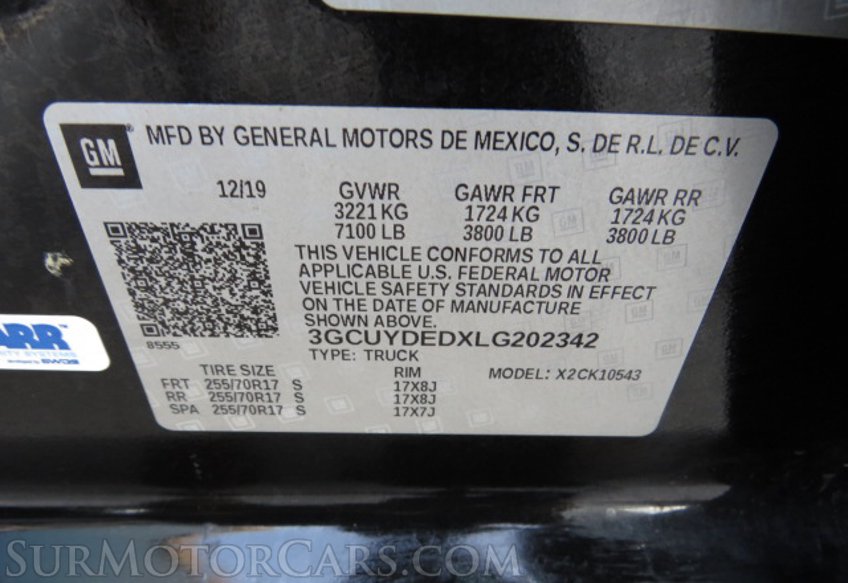 GM
MFD BY GENERAL MOTORS DE MEXICO, S. DE R.L. DE C.V.
12/19 GVWR GAWR FRT GAWR RR
3221 KG 1724 KG 1724 KG
7100 LB 3800 LB 3800 LB
THIS VEHICLE CONFORMS TO ALL
APPLICABLE U.S. FEDERAL MOTOR
VEHICLE SAFETY STANDARDS IN EFFECT
ON THE DATE OF MANUFACTURE
SHOWN ABOVE.
8555
3GCUYDEDXLG202342
TYPE: TRUCK
TIRE SIZE RIM MODEL: X2CK10543
FRT 255/70R17 S 17X8J
RR 255/70R17 S 17X8J
SPA 255/70R17 S 17X7J
SURMOTORCARS.COM